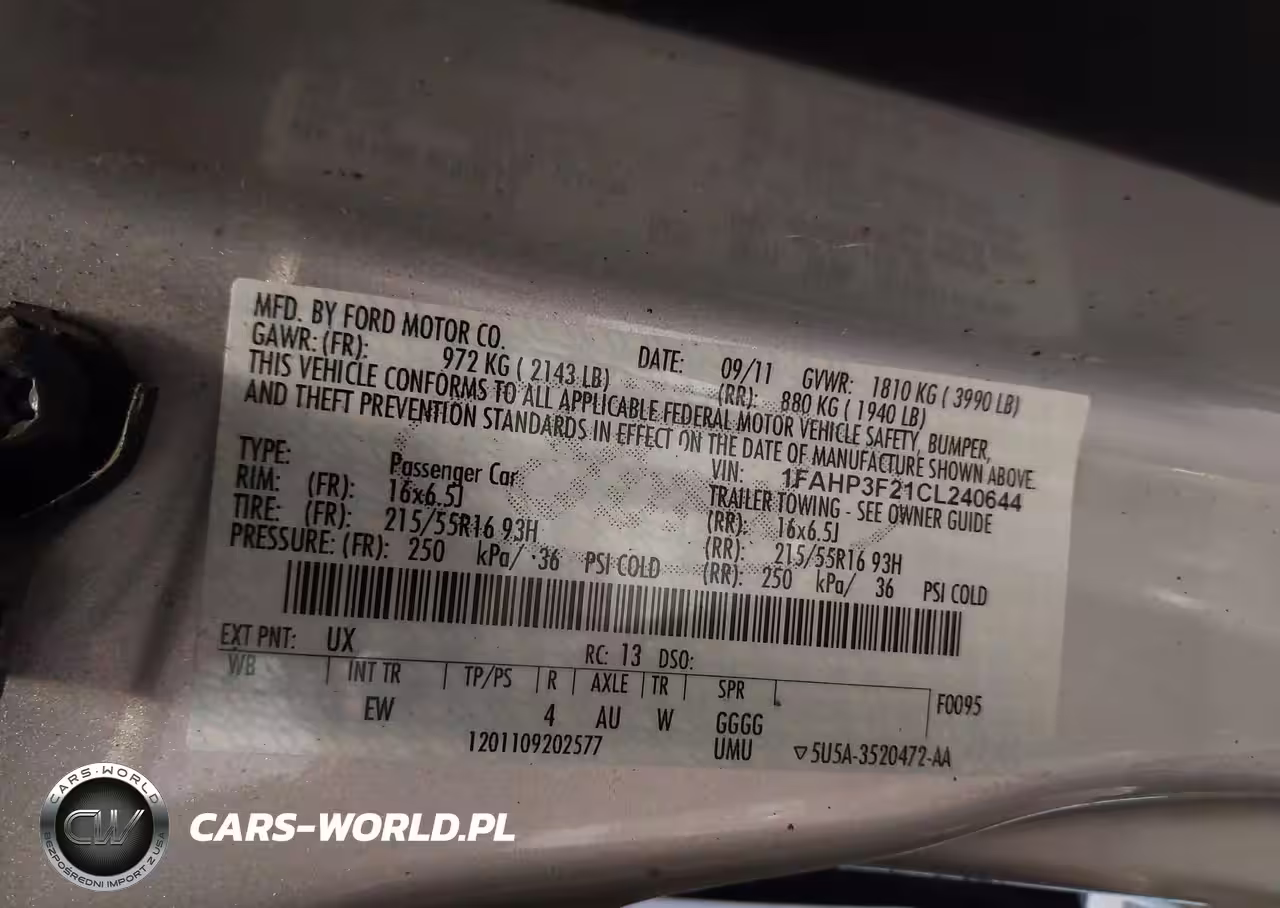 MFD. BY FORD MOTOR CO. DATE: 09/11 GVWR: 1810 KG ( 3990 LB)
GAWR: (FR): 972 KG ( 2143 LB) (RR): 880 KG ( 1940 LB)
THIS VEHICLE CONFORMS TO ALL APPLICABLE FEDERAL MOTOR VEHICLE SAFETY, BUMPER,
AND THEFT PREVENTION STANDARDS IN EFFECT ON THE DATE OF MANUFACTURE SHOWN ABOVE.
VIN: 1FAHP3F21CL240644
TYPE: Passenger Car TRAILER TOWING - SEE OWNER GUIDE
RIM: (FR): 16x6.5J (RR): 16x6.5J
TIRE: (FR): 215/55R16 93H (RR): 215/55R16 93H
PRESSURE: (FR): 250 kPa/ 36 PSI COLD (RR): 250 kPa/ 36 PSI COLD
EXT PNT: UX RC: 13 DSO:
WB INT TR TP/PS R AXLE TR SPR F0095
EW 4 AU W GGGG
1201109202577 UMU ▽5U5A-3520472-AA
CARS-WORLD
CW
BEZPOŚREDNI IMPORT Z USA
CARS-WORLD.PL